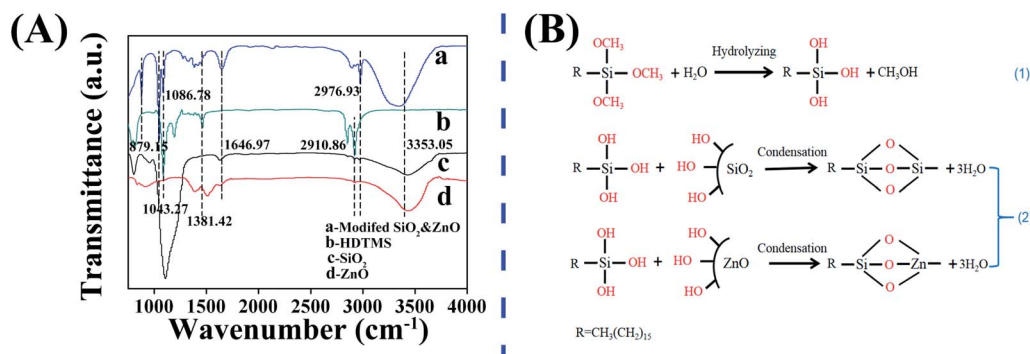 (A)
Transmittance (a.u.)
a
b
c
d
1086.78
2976.93
879.15
1646.97
2910.86
3353.05
1043.27
1381.42
a-Modifed SiO₂&ZnO
b-HDTMS
c-SiO₂
d-ZnO
1000 1500 2000 2500 3000 3500 4000
Wavenumber (cm⁻¹)
(B)
OCH₃
R—Si—OCH₃ + H₂O Hydrolyzing R—Si—OH + CH₃OH (1)
OCH₃
OH
OH
OH
R—Si—OH + HO HO HO SiO₂ Condensation R—Si O O O Si + 3H₂O
OH
(2
OH
R—Si—OH + HO HO HO ZnO Condensation R—Si O O O Zn + 3H₂O
OH
R=CH₃(CH₂)₁₅